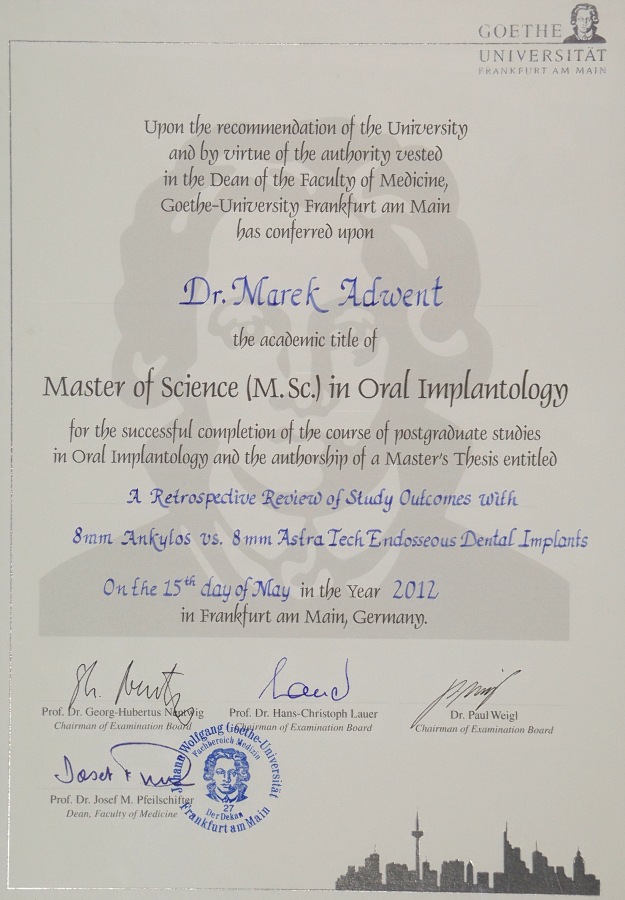 GOETHE
UNIVERSITÄT
FRANKFURT AM MAIN
Upon the recommendation of the University
and by virtue of the authority vested
in the Dean of the Faculty of Medicine,
Goethe-University Frankfurt am Main
has conferred upon
Dr. Marek Adwent
the academic title of
Master of Science (M. Sc.) in Oral Implantology
for the successful completion of the course of postgraduate studies
in Oral Implantology and the authorship of a Master's Thesis entitled
A Retrospective Review of Study Outcomes with
8mm Ankylos vs. 8mm Astra Tech Endosseous Dental Implants
On the 15th day of May in the Year 2012
in Frankfurt am Main, Germany.
Prof. Dr. Georg-Hubertus Nentwig
Chairman of Examination Board
Prof. Dr. Hans-Christoph Lauer
Chairman of Examination Board
Dr. Paul Weigl
Chairman of Examination Board
Prof. Dr. Josef M. Pfeilschifter
Dean, Faculty of Medicine
Johann Wolfgang Goethe-Universität
Fachbereich Medizin
27
Der Dekan
Frankfurt am Main